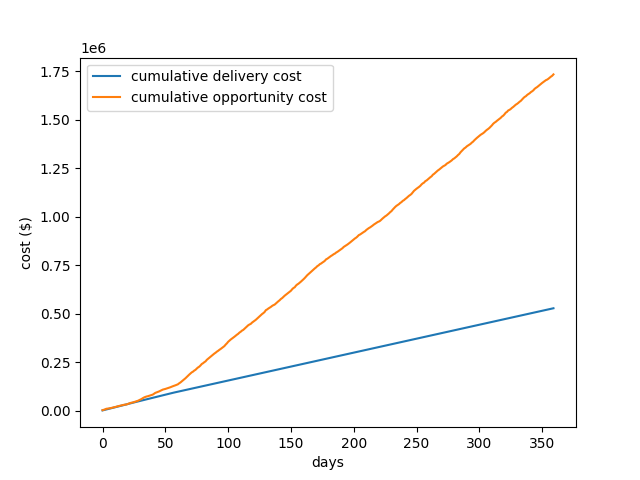 1e6
cumulative delivery cost
cumulative opportunity cost
1.75
1.50
1.25
1.00
0.75
0.50
0.25
0.00
cost ($)
0 50 100 150 200 250 300 350
days